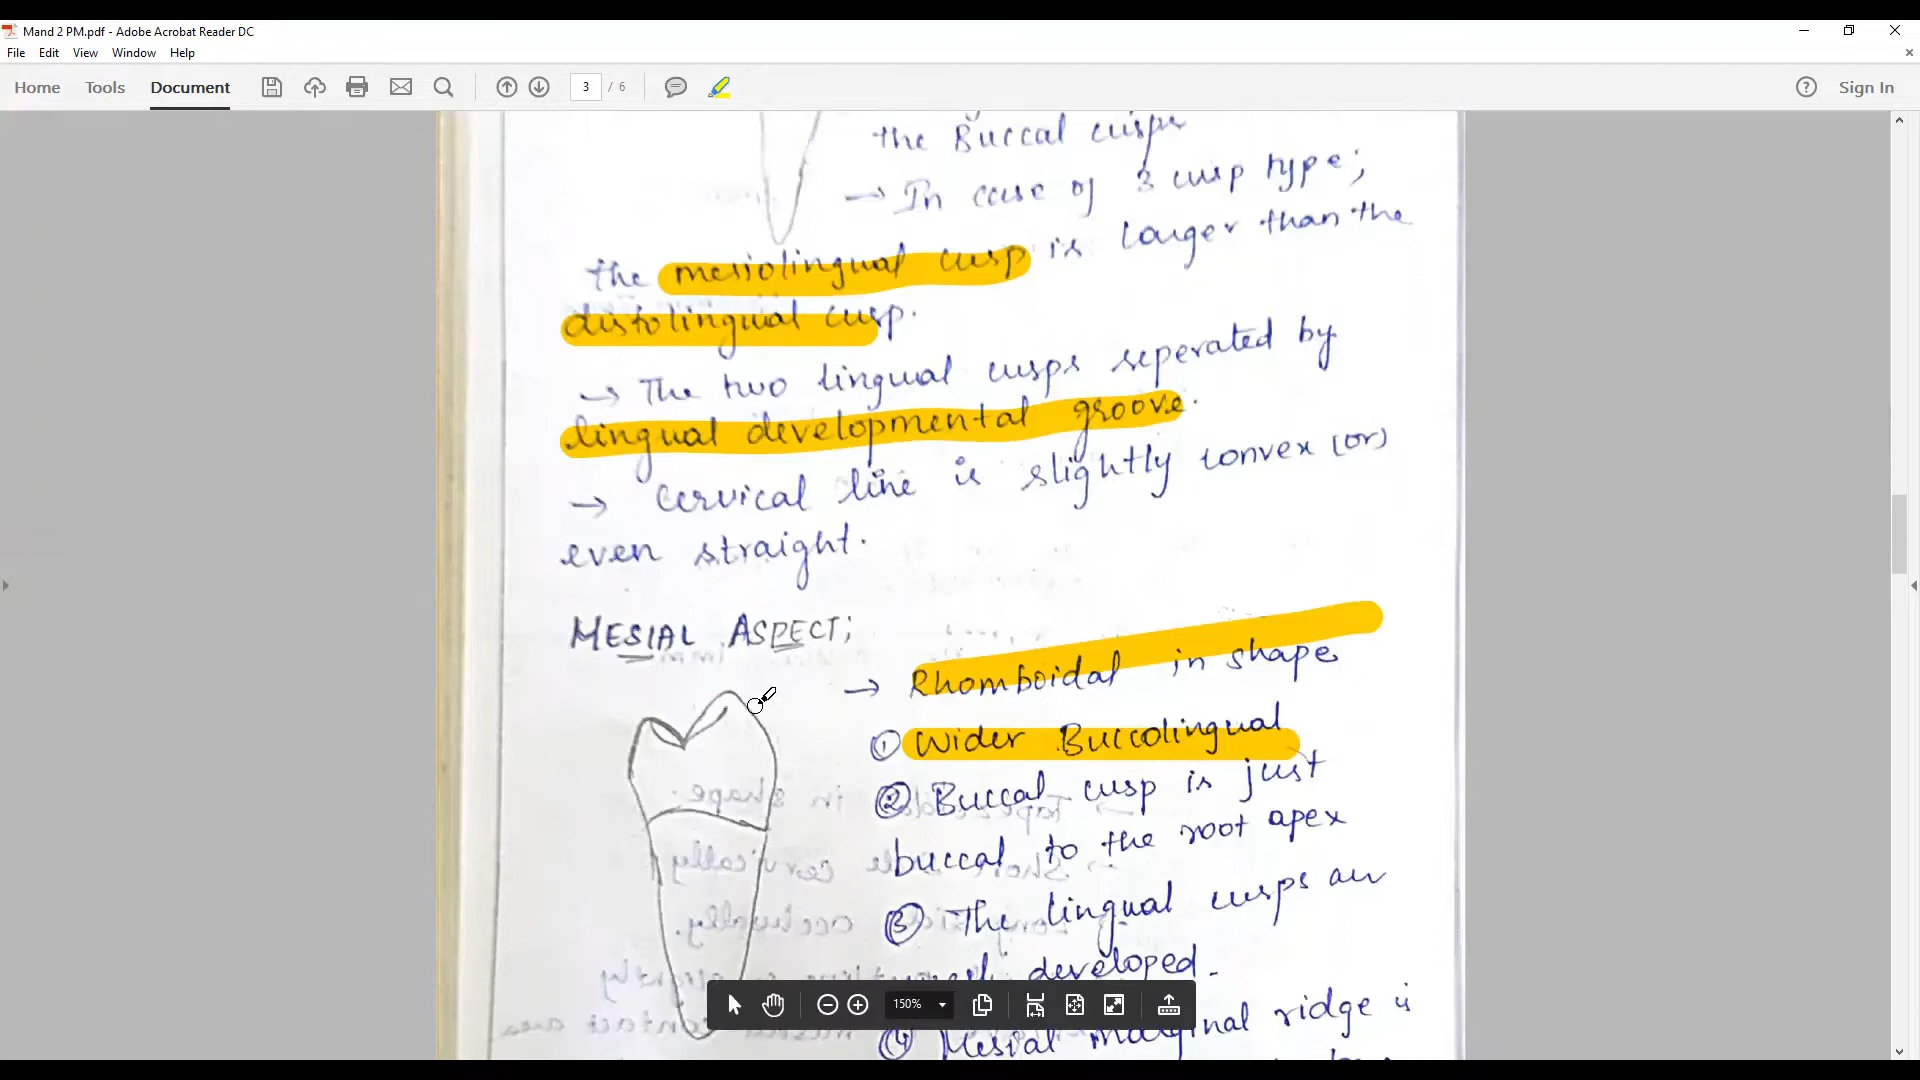 Mand 2 PM.pdf - Adobe Acrobat Reader DC
File Edit View Window Help
Home Tools Document 3 / 6 Sign In
the Buccal cusps
→ In case of 3 cusp type;
the mesiolingual cusp is larger than the
distolingual cusp.
→ The two lingual cusps seperated by
lingual developmental groove.
→ Cervical line is slightly convex (or)
even straight.
MESIAL ASPECT;
→ Rhomboidal in shape
① Wider Buccolingual
② Buccal cusp is just
buccal to the root apex
③ The lingual cusps are
developed.
④ Mesial marginal ridge is
150%